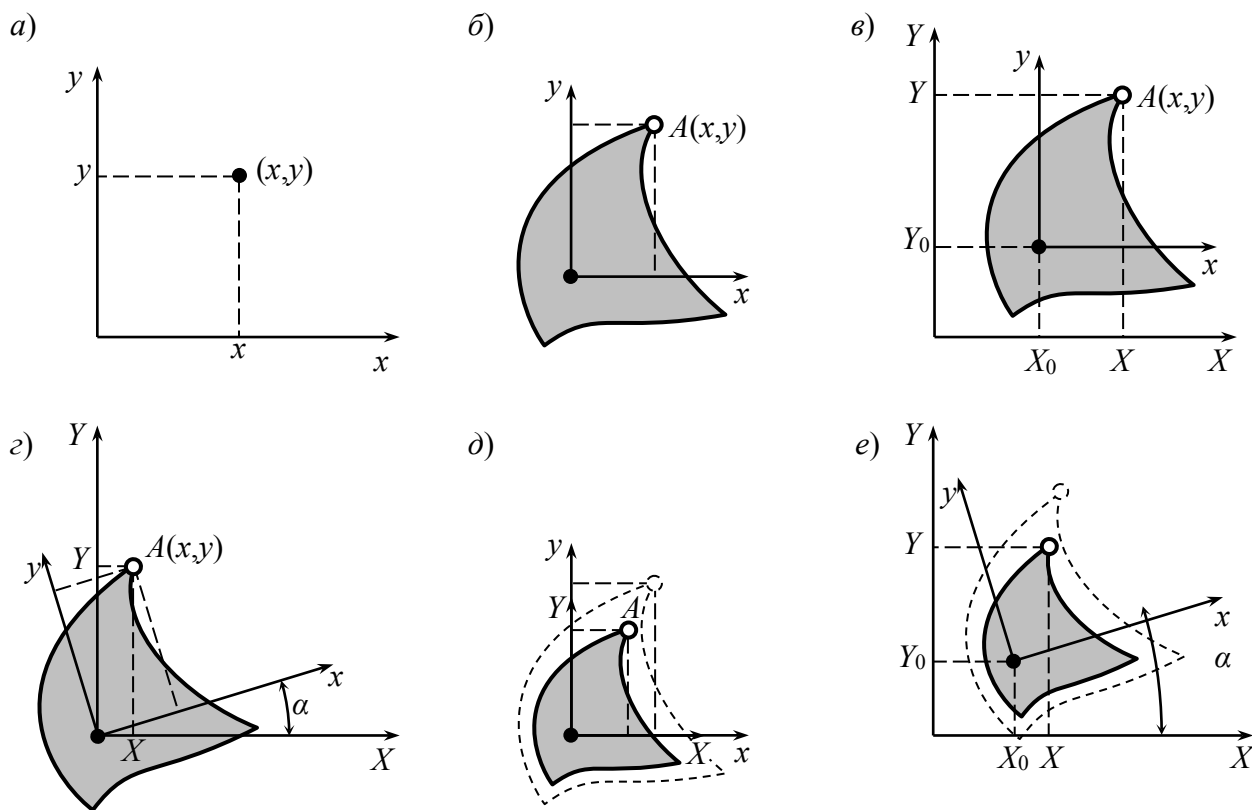 а)
y
y
(x,y)
x
x
б)
y
A(x,y)
x
в)
Y
Y
y
A(x,y)
Y0
x
X0
X
X
г)
Y
Y
A(x,y)
y
x
α
X
X
д)
y
Y
A
X
x
е)
Y
y
Y
x
Y0
α
X0
X
X